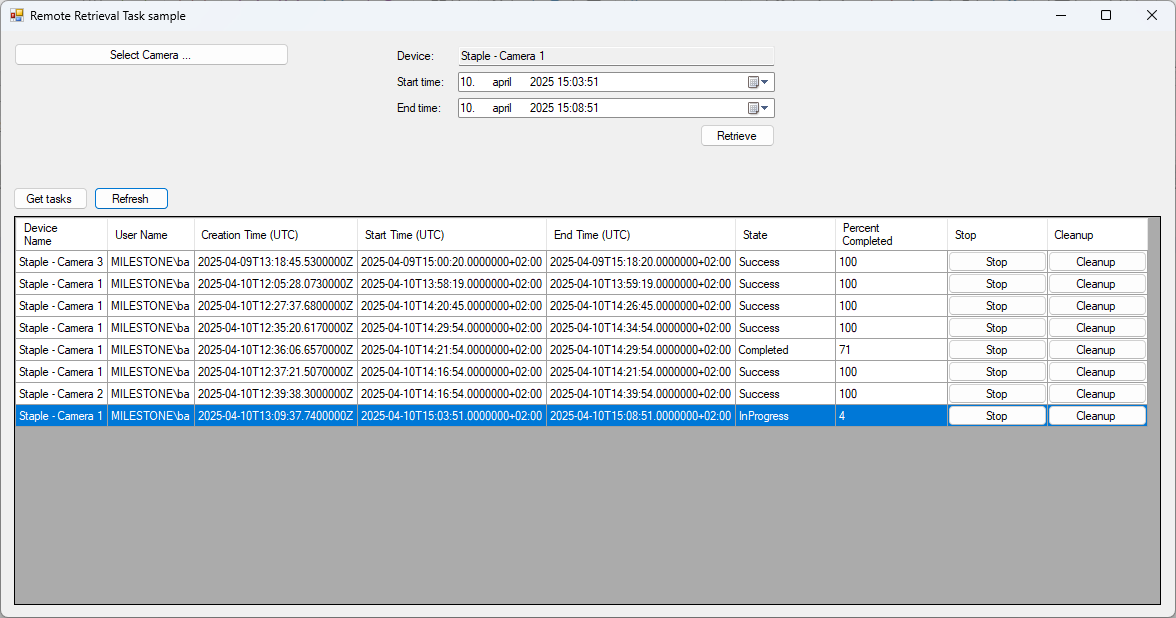 Remote Retrieval Task sample
Select Camera ...
Device: Staple - Camera 1
Start time: 10. april 2025 15:03:51
End time: 10. april 2025 15:08:51
Retrieve
Get tasks Refresh
Device Name User Name Creation Time (UTC) Start Time (UTC) End Time (UTC) State Percent Completed Stop Cleanup
Staple - Camera 3 MILESTONE\ba 2025-04-09T13:18:45.5300000Z 2025-04-09T15:00:20.0000000+02:00 2025-04-09T15:18:20.0000000+02:00 Success 100 Stop Cleanup
Staple - Camera 1 MILESTONE\ba 2025-04-10T12:05:28.0730000Z 2025-04-10T13:58:19.0000000+02:00 2025-04-10T13:59:19.0000000+02:00 Success 100 Stop Cleanup
Staple - Camera 1 MILESTONE\ba 2025-04-10T12:27:37.6800000Z 2025-04-10T14:20:45.0000000+02:00 2025-04-10T14:26:45.0000000+02:00 Success 100 Stop Cleanup
Staple - Camera 1 MILESTONE\ba 2025-04-10T12:35:20.6170000Z 2025-04-10T14:29:54.0000000+02:00 2025-04-10T14:34:54.0000000+02:00 Success 100 Stop Cleanup
Staple - Camera 1 MILESTONE\ba 2025-04-10T12:36:06.6570000Z 2025-04-10T14:21:54.0000000+02:00 2025-04-10T14:29:54.0000000+02:00 Completed 71 Stop Cleanup
Staple - Camera 1 MILESTONE\ba 2025-04-10T12:37:21.5070000Z 2025-04-10T14:16:54.0000000+02:00 2025-04-10T14:21:54.0000000+02:00 Success 100 Stop Cleanup
Staple - Camera 2 MILESTONE\ba 2025-04-10T12:39:38.3000000Z 2025-04-10T14:16:54.0000000+02:00 2025-04-10T14:39:54.0000000+02:00 Success 100 Stop Cleanup
Staple - Camera 1 MILESTONE\ba 2025-04-10T13:09:37.7400000Z 2025-04-10T15:03:51.0000000+02:00 2025-04-10T15:08:51.0000000+02:00 InProgress 4 Stop Cleanup